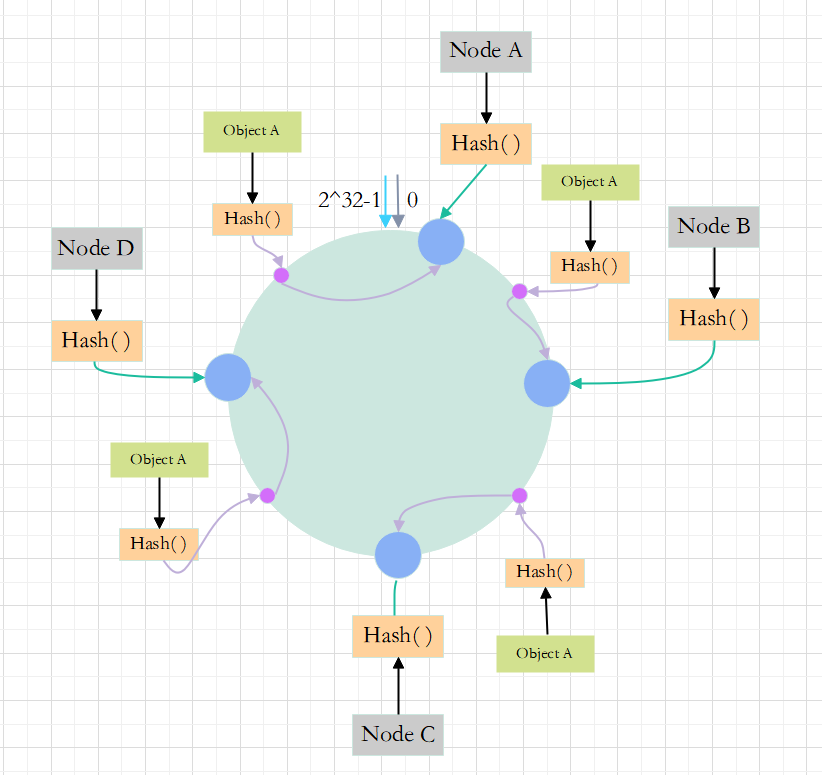 Node A
Object A
Hash( )
Object A
2^32-1
0
Hash( )
Node B
Node D
Hash( )
Hash( )
Hash( )
Object A
Hash( )
Hash( )
Hash( )
Object A
Node C